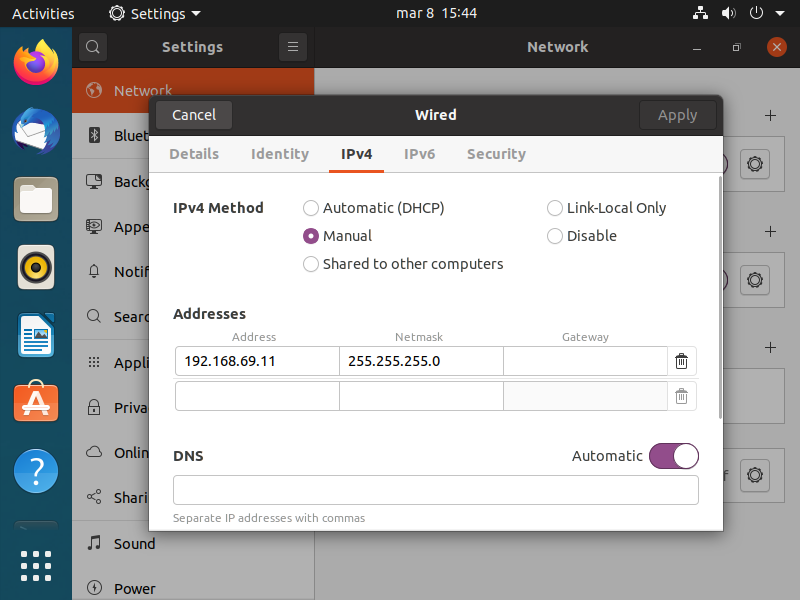 Activities
Settings
mar 8 15:44
Settings
Network
Network
Cancel
Wired
Apply
Details
Identity
IPv4
IPv6
Security
IPv4 Method
Automatic (DHCP)
Link-Local Only
Manual
Disable
Shared to other computers
Addresses
Address
Netmask
Gateway
192.168.69.11
255.255.255.0
DNS
Automatic
Separate IP addresses with commas
Bluet
Backg
Appe
Notif
Searc
Appli
Priva
Onlin
Shari
Sound
Power